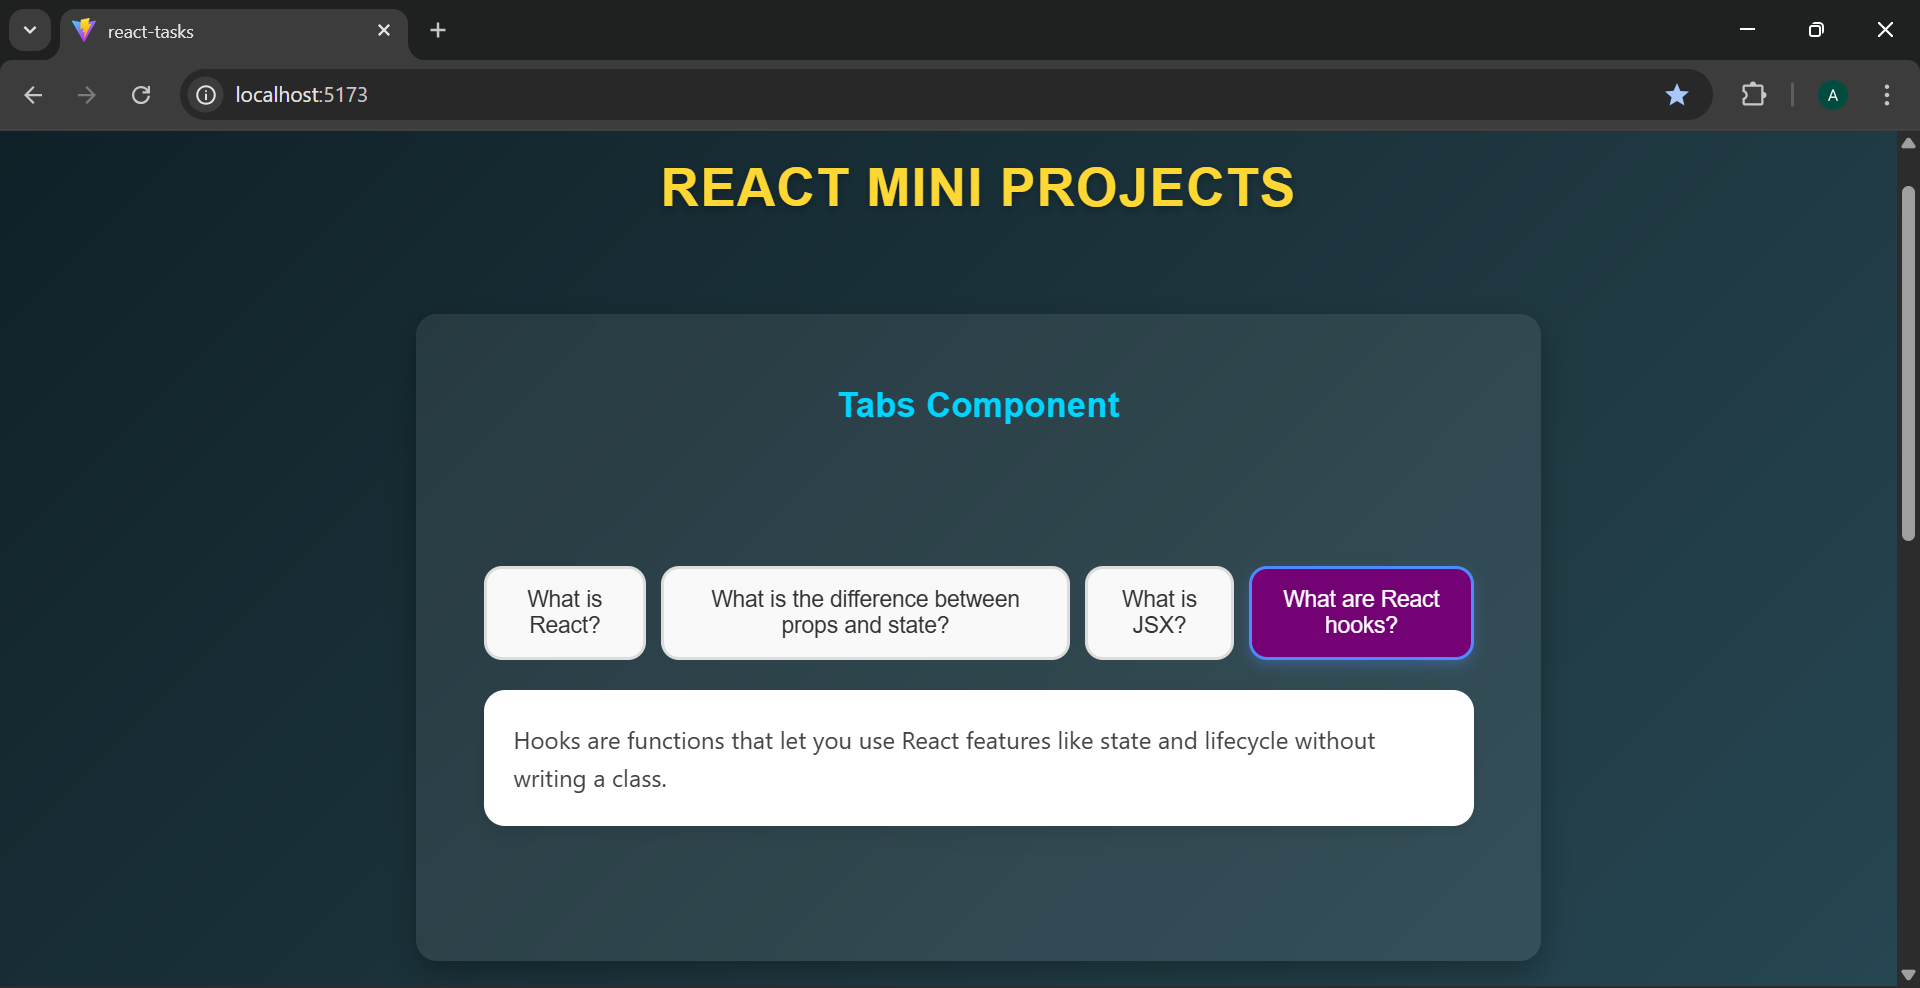 react-tasks
localhost:5173
A
REACT MINI PROJECTS
Tabs Component
What is
React?
What is the difference between
props and state?
What is
JSX?
What are React
hooks?
Hooks are functions that let you use React features like state and lifecycle without
writing a class.